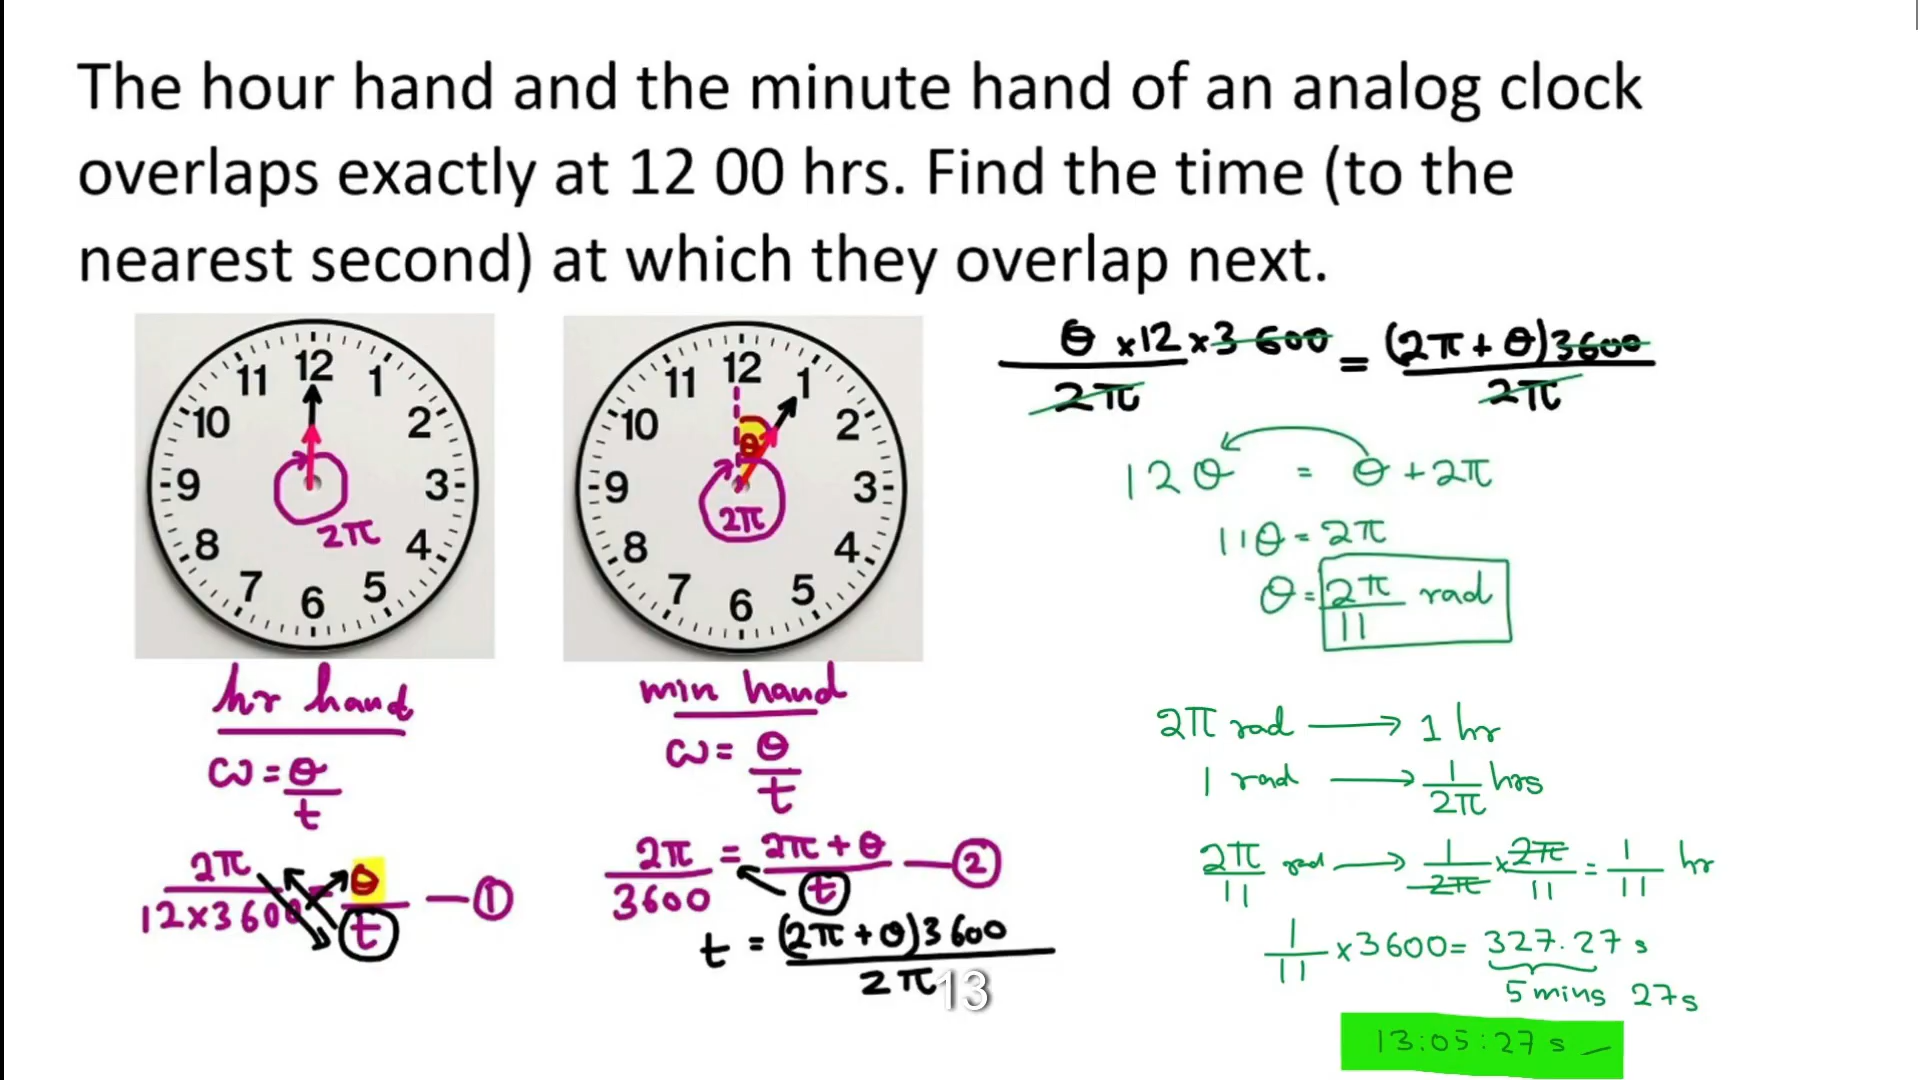 The hour hand and the minute hand of an analog clock
overlaps exactly at 12 00 hrs. Find the time (to the
nearest second) at which they overlap next.
12
1
2
3
4
5
6
7
8
9
10
11
2π
12
1
2
3
4
5
6
7
8
9
10
11
θ
2π
hr hand
ω = θ/t
2π/(12×3600) = θ/t — ①
min hand
ω = θ/t
2π/3600 = (2π + θ)/t — ②
t = (2π + θ)3600/2π
13
θ ×12 ×3600/2π = (2π + θ)3600/2π
12θ = θ + 2π
11θ = 2π
θ = 2π/11 rad
2π rad → 1 hr
1 rad → 1/2π hrs
2π/11 rad → 1/2π × 2π/11 = 1/11 hr
1/11 × 3600 = 327.27 s
5 mins 27s
13:05:27 s